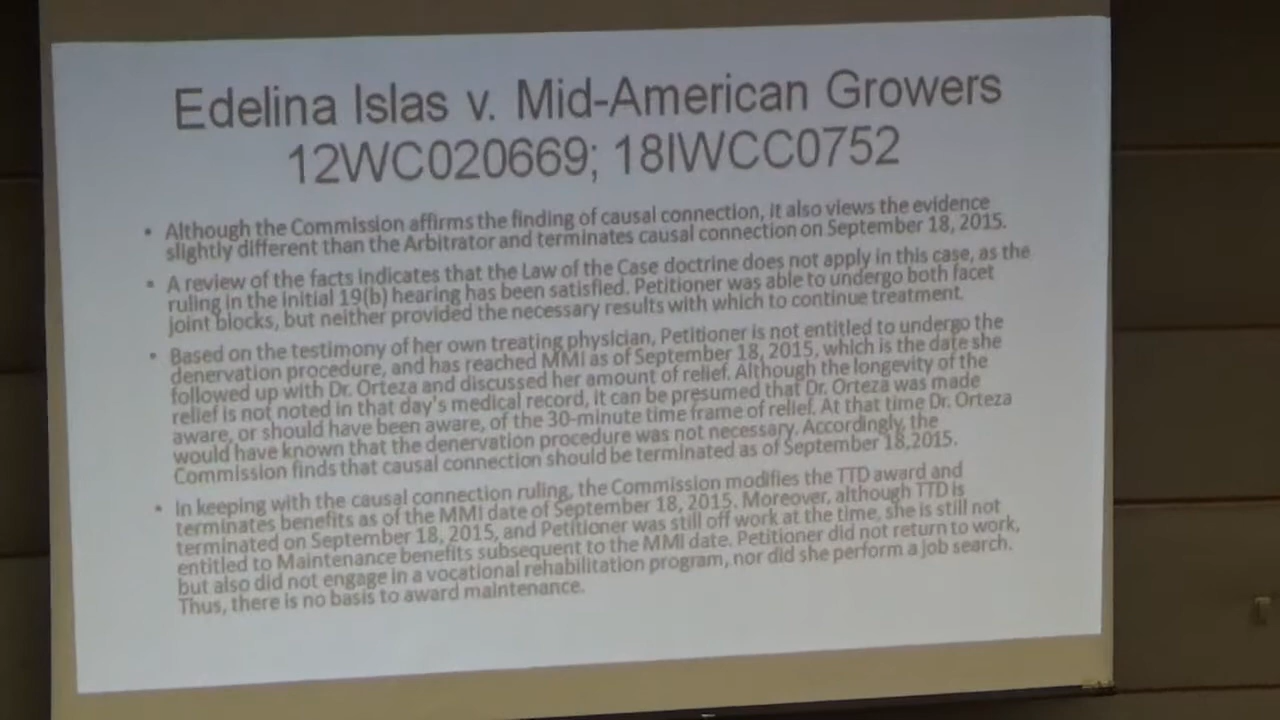 Edelina Islas v. Mid-American Growers
12WC020669; 18IWCC0752
• Although the Commission affirms the finding of causal connection, it also views the evidence
slightly different than the Arbitrator and terminates causal connection on September 18, 2015.
• A review of the facts indicates that the Law of the Case doctrine does not apply in this case, as the
ruling in the initial 19(b) hearing has been satisfied. Petitioner was able to undergo both facet
joint blocks, but neither provided the necessary results with which to continue treatment.
• Based on the testimony of her own treating physician, Petitioner is not entitled to undergo the
denervation procedure, and has reached MMI as of September 18, 2015, which is the date she
followed up with Dr. Orteza and discussed her amount of relief. Although the longevity of the
relief is not noted in that day's medical record, it can be presumed that Dr. Orteza was made
aware, or should have been aware, of the 30-minute time frame of relief. At that time Dr. Orteza
would have known that the denervation procedure was not necessary. Accordingly, the
Commission finds that causal connection should be terminated as of September 18,2015.
• In keeping with the causal connection ruling, the Commission modifies the TTD award and
terminates benefits as of the MMI date of September 18, 2015. Moreover, although TTD is
terminated on September 18, 2015, and Petitioner was still off work at the time, she is still not
entitled to Maintenance benefits subsequent to the MMI date. Petitioner did not return to work,
but also did not engage in a vocational rehabilitation program, nor did she perform a job search.
Thus, there is no basis to award maintenance.